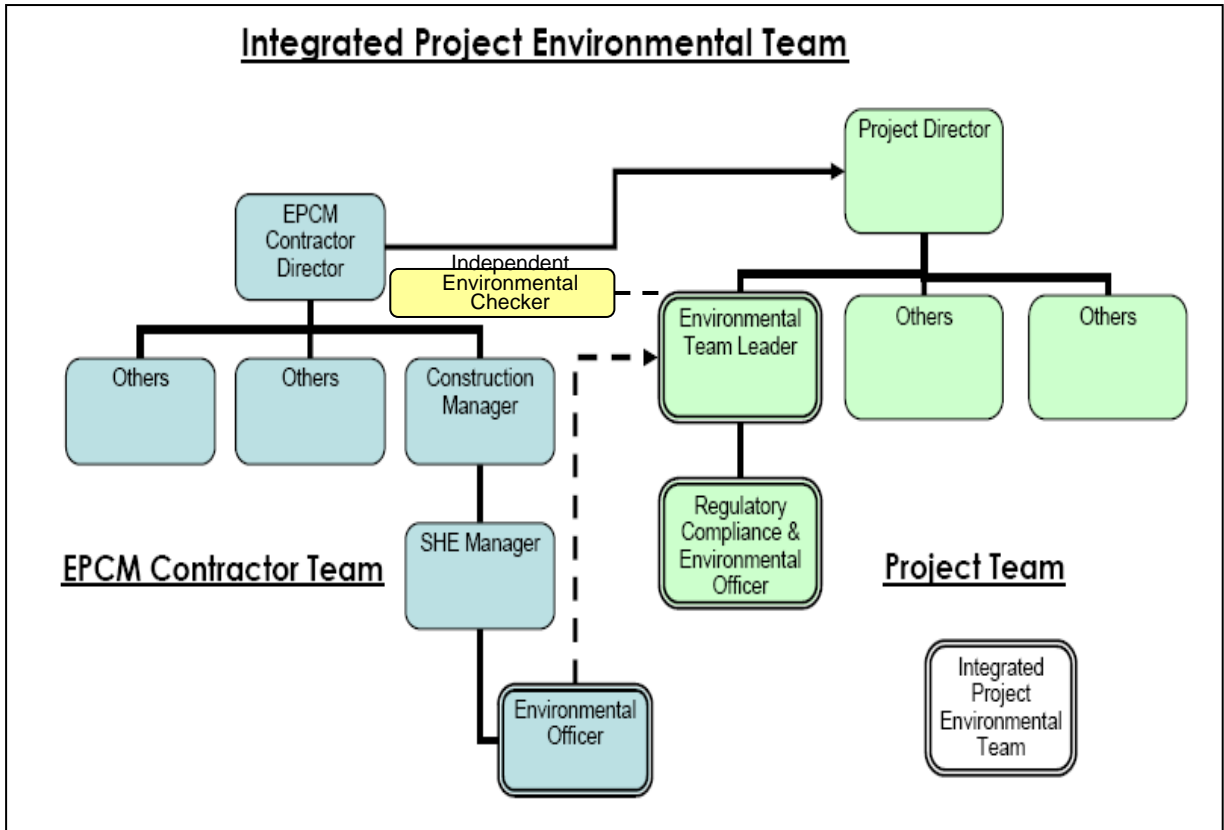 Integrated Project Environmental Team
Project Director
EPCM
Contractor
Director
Independent
Environmental
Checker
Environmental
Team Leader
Others
Others
Others
Others
Construction
Manager
Regulatory
Compliance &
Environmental
Officer
SHE Manager
EPCM Contractor Team
Project Team
Integrated
Project
Environmental
Team
Environmental
Officer